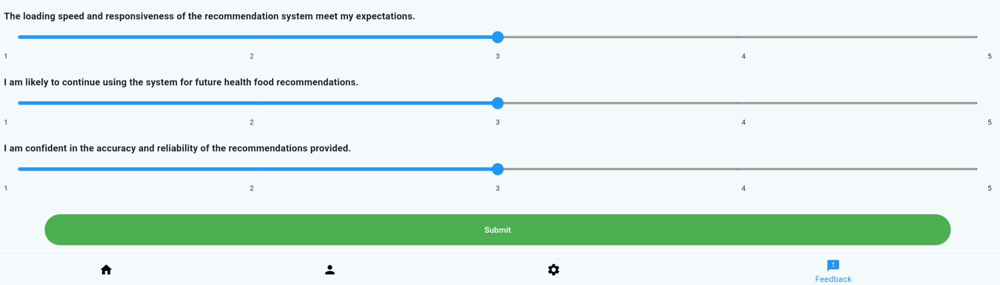 The loading speed and responsiveness of the recommendation system meet my expectations.
1 2 3 4 5
I am likely to continue using the system for future health food recommendations.
1 2 3 4 5
I am confident in the accuracy and reliability of the recommendations provided.
1 2 3 4 5
Submit
Feedback